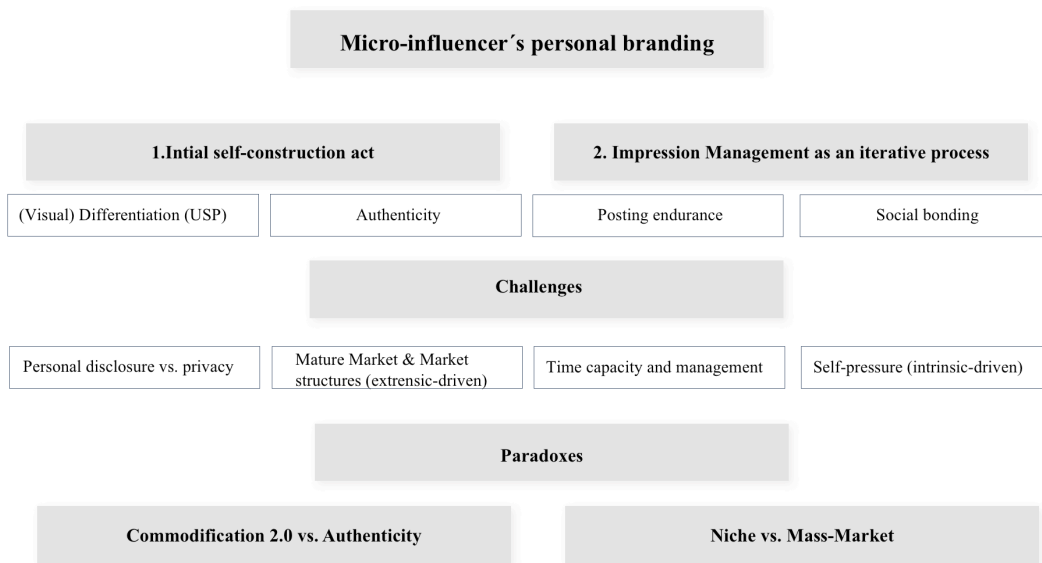 Micro-influencer´s personal branding
1.Intial self-construction act
2. Impression Management as an iterative process
(Visual) Differentiation (USP)
Authenticity
Posting endurance
Social bonding
Challenges
Personal disclosure vs. privacy
Mature Market & Market
structures (extrensic-driven)
Time capacity and management
Self-pressure (intrinsic-driven)
Paradoxes
Commodification 2.0 vs. Authenticity
Niche vs. Mass-Market